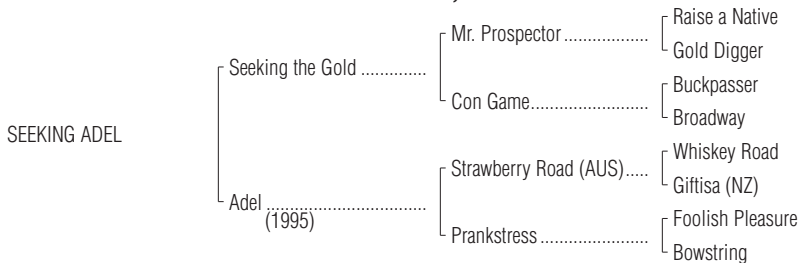 Raise a Native
Mr. Prospector ..................
Gold Digger
Seeking the Gold ..............
Buckpasser
Con Game.........................
Broadway
SEEKING ADEL
Whiskey Road
Strawberry Road (AUS).....
Giftisa (NZ)
Adel ..................................
(1995)
Foolish Pleasure
Prankstress.......................
Bowstring